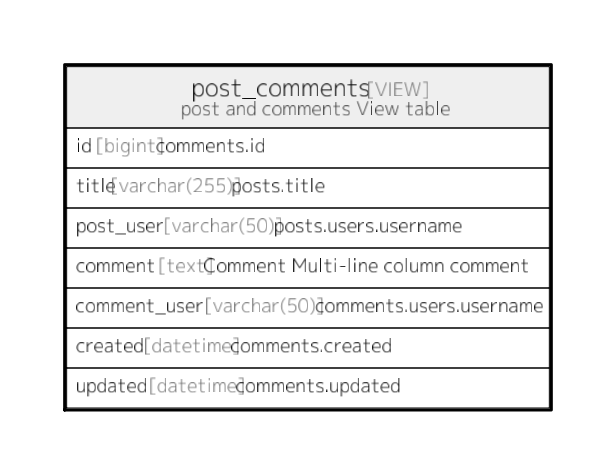 post_comments [VIEW]
post and comments View table
id [bigint] comments.id
title [varchar(255)] posts.title
post_user [varchar(50)] posts.users.username
comment [text] Comment Multi-line column comment
comment_user [varchar(50)] comments.users.username
created [datetime] comments.created
updated [datetime] comments.updated